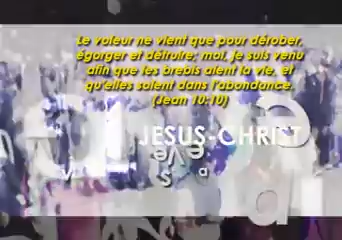 Le voleur ne vient que pour dérober,
égorger et détruire; moi, je suis venu
afin que les brebis aient la vie, et
qu'elles soient dans l'abondance.
(Jean 10:10)
JESUS-CHRIST